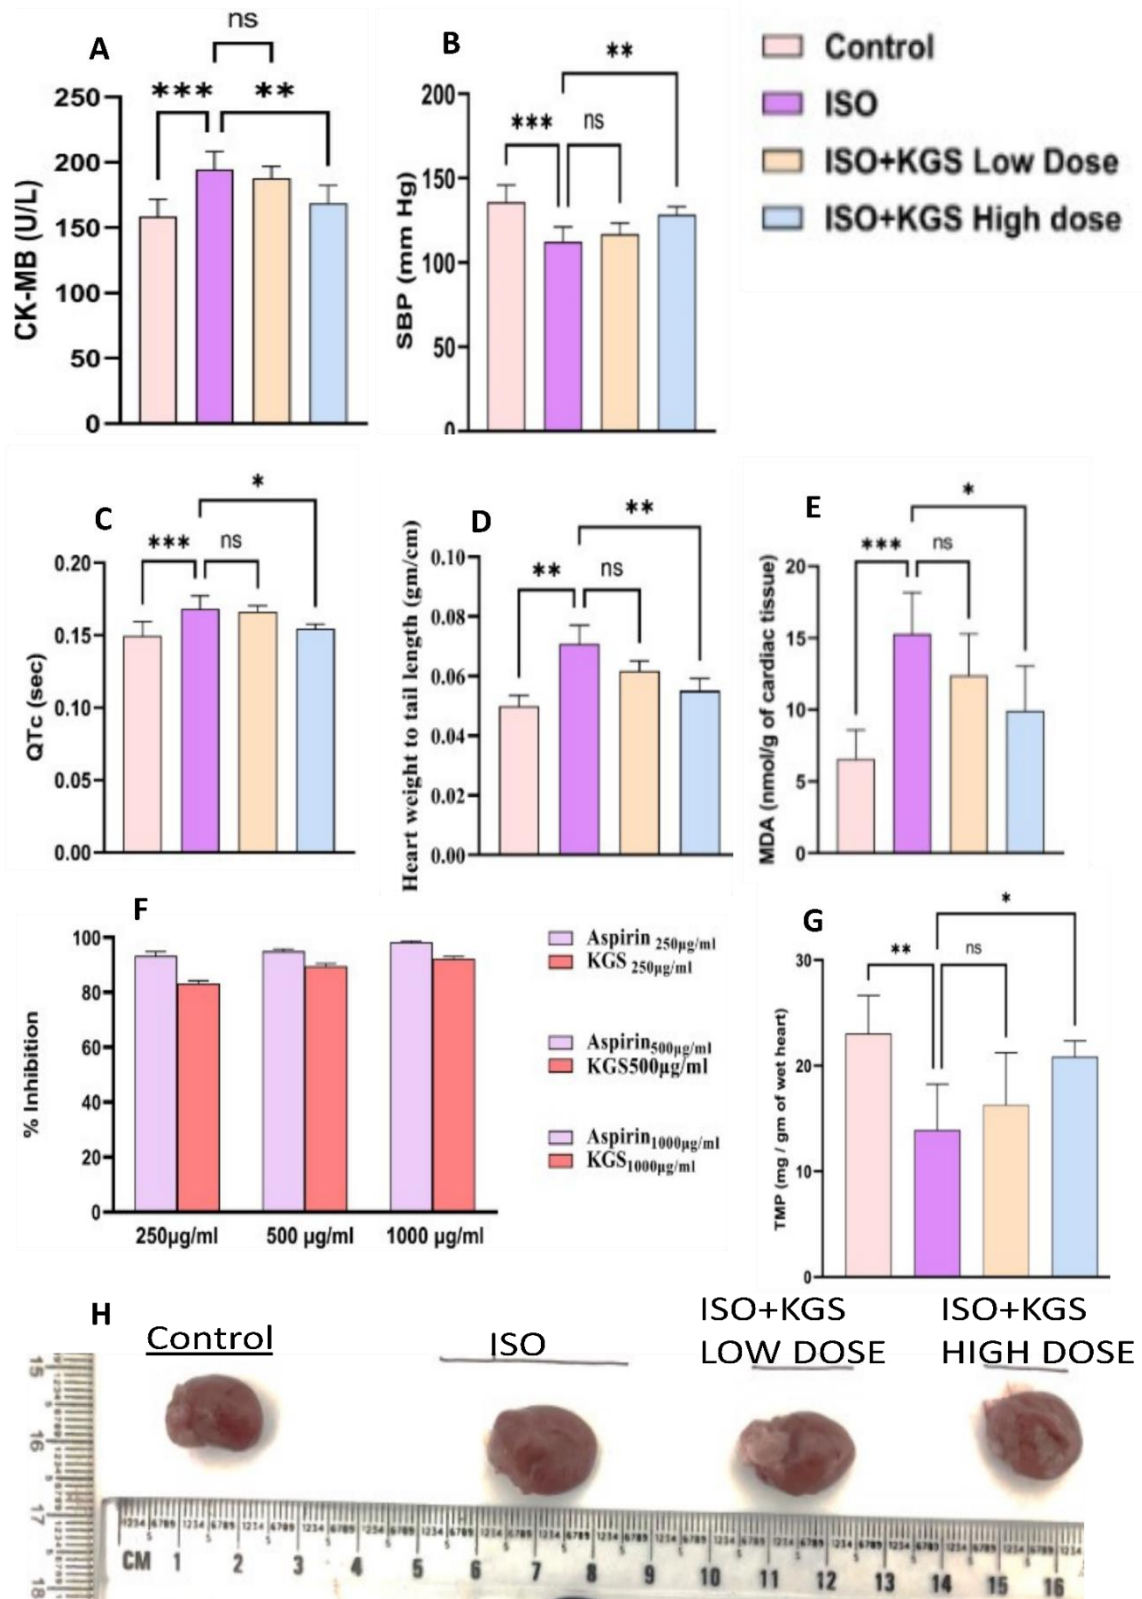 A
ns
***
**
250
200
150
100
50
0
CK-MB (U/L)
B
**
***
ns
200
150
100
50
0
SBP (mm Hg)
Control
ISO
ISO+KGS Low Dose
ISO+KGS High dose
C
*
***
ns
0.20
0.15
0.10
0.05
0.00
QTc (sec)
D
**
**
ns
0.10
0.08
0.06
0.04
0.02
0.00
Heart weight to tail length (gm/cm)
E
*
***
ns
20
15
10
5
0
MDA (nmol/g of cardiac tissue)
F
100
80
60
40
20
0
% Inhibition
250µg/ml
500 µg/ml
1000 µg/ml
Aspirin 250µg/ml
KGS 250µg/ml
Aspirin500µg/ml
KGS500µg/ml
Aspirin1000µg/ml
KGS1000µg/ml
G
*
**
ns
30
20
10
0
TMP (mg / gm of wet heart)
H
Control
ISO
ISO+KGS
LOW DOSE
ISO+KGS
HIGH DOSE
15
16
17
18
CM 1 2 3 4 5 6 7 8 9 10 11 12 13 14 15 16